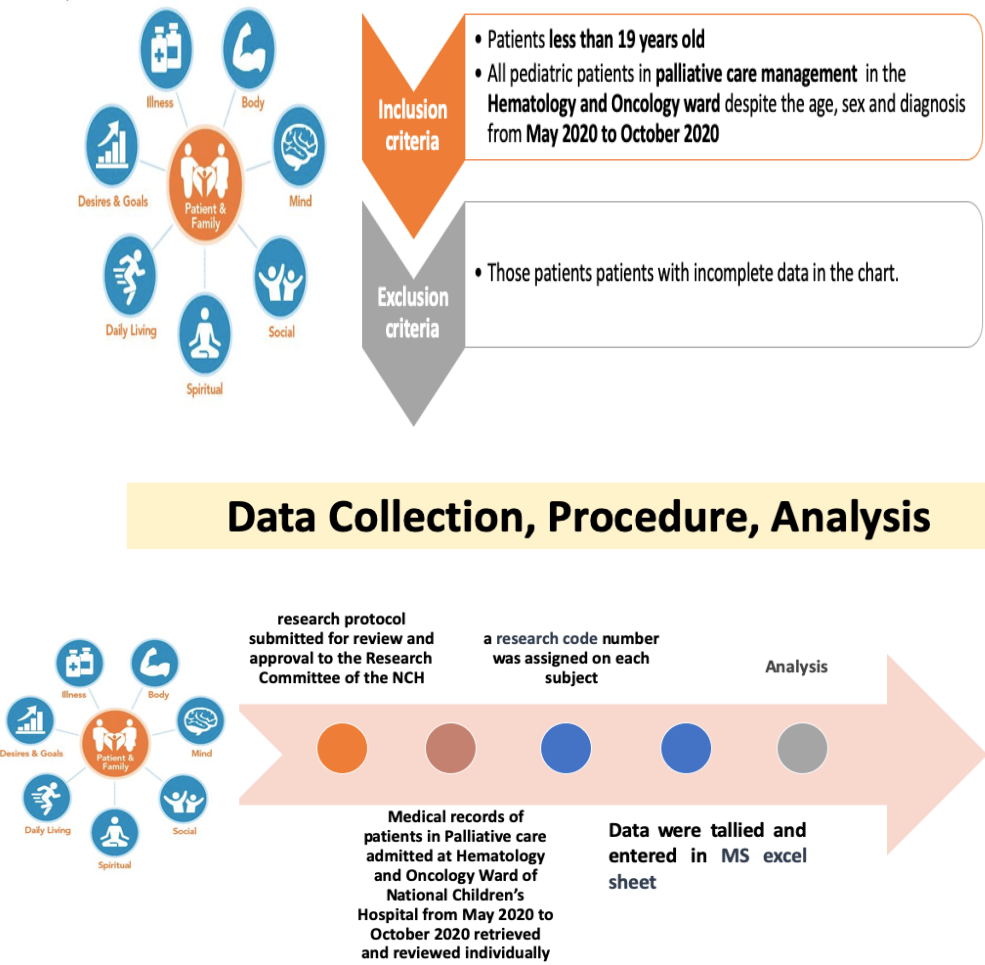 Illness
Body
Desires & Goals
Patient &
Family
Mind
Daily Living
Social
Spiritual
Inclusion
criteria
• Patients less than 19 years old
• All pediatric patients in palliative care management in the
Hematology and Oncology ward despite the age, sex and diagnosis
from May 2020 to October 2020
Exclusion
criteria
• Those patients patients with incomplete data in the chart.
Data Collection, Procedure, Analysis
Illness
Body
Desires & Goals
Patient &
Family
Mind
Daily Living
Social
Spiritual
research protocol
submitted for review and
approval to the Research
Committee of the NCH
Medical records of
patients in Palliative care
admitted at Hematology
and Oncology Ward of
National Children's
Hospital from May 2020 to
October 2020 retrieved
and reviewed individually
a research code number
was assigned on each
subject
Data were tallied and
entered in MS excel
sheet
Analysis